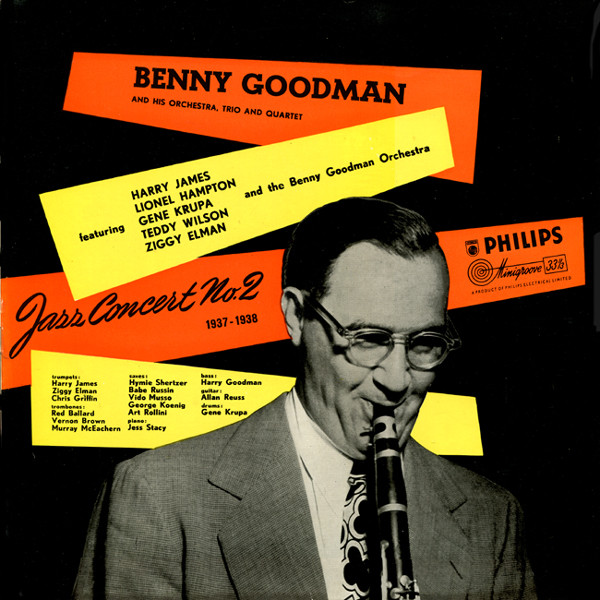 BENNY GOODMAN
AND HIS ORCHESTRA, TRIO AND QUARTET
featuring
HARRY JAMES
LIONEL HAMPTON
GENE KRUPA
TEDDY WILSON
ZIGGY ELMAN
and the Benny Goodman Orchestra
PHILIPS
Minigroove 33⅓
A PRODUCT OF PHILIPS ELECTRICAL LIMITED
Jazz Concert No. 2
1937-1938
trumpets:
Harry James
Ziggy Elman
Chris Griffin
trombones:
Red Ballard
Vernon Brown
Murray McEachern
saxes:
Hymie Shertzer
Babe Russin
Vido Musso
George Koenig
Art Rollini
piano:
Jess Stacy
bass:
Harry Goodman
guitar:
Allan Reuss
drums:
Gene Krupa